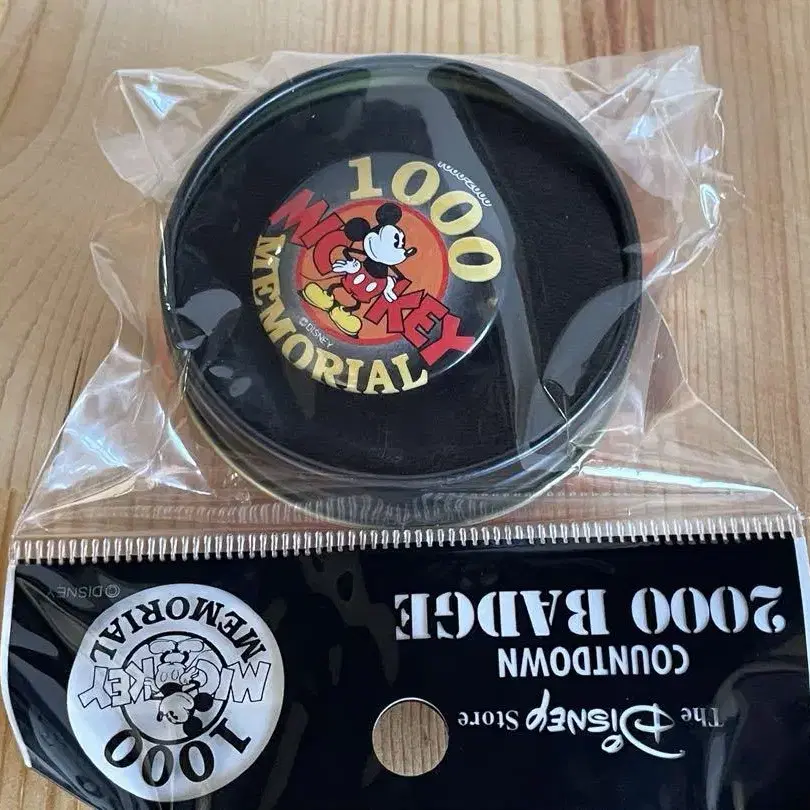 1000
MICKEY
MEMORIAL
©DISNEY
The Disney Store
COUNTDOWN
2000 BADGE
1000
MICKEY
MEMORIAL
©DISNEY